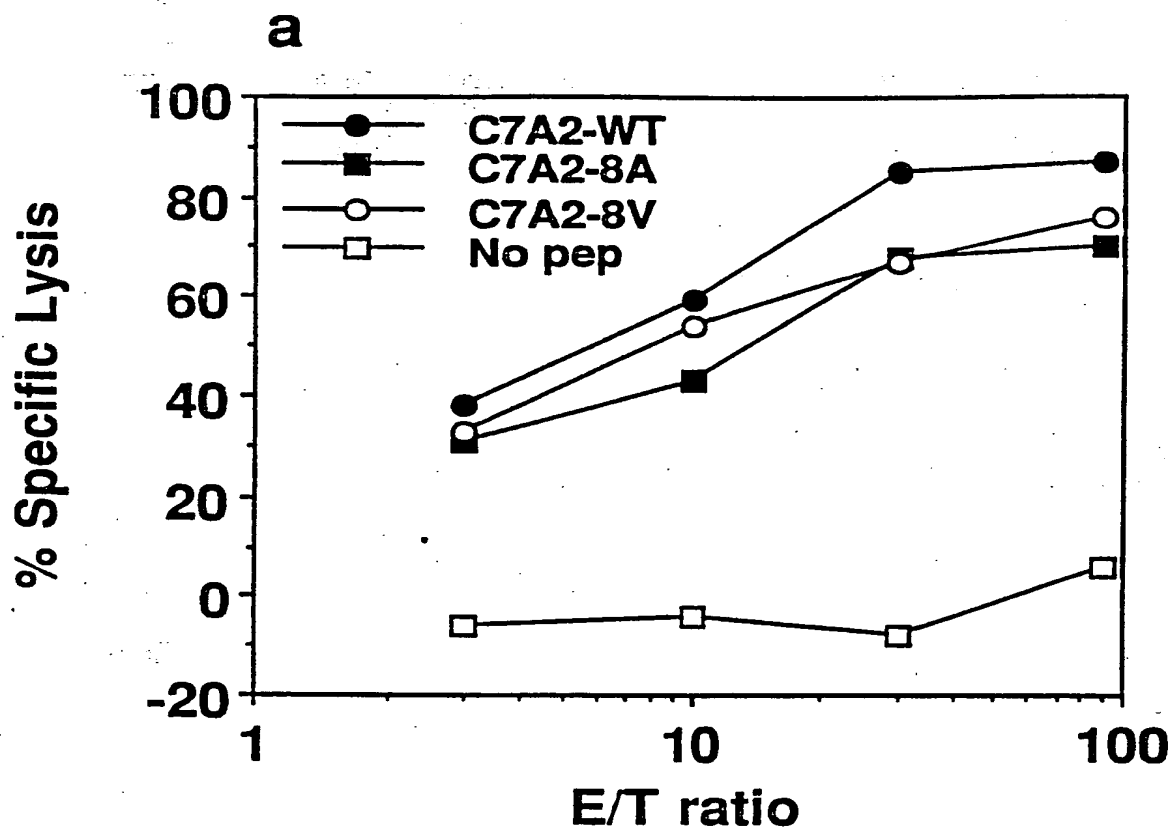 a
100
80
60
40
20
0
-20
% Specific Lysis
C7A2-WT
C7A2-8A
C7A2-8V
No pep
1 10 100
E/T ratio